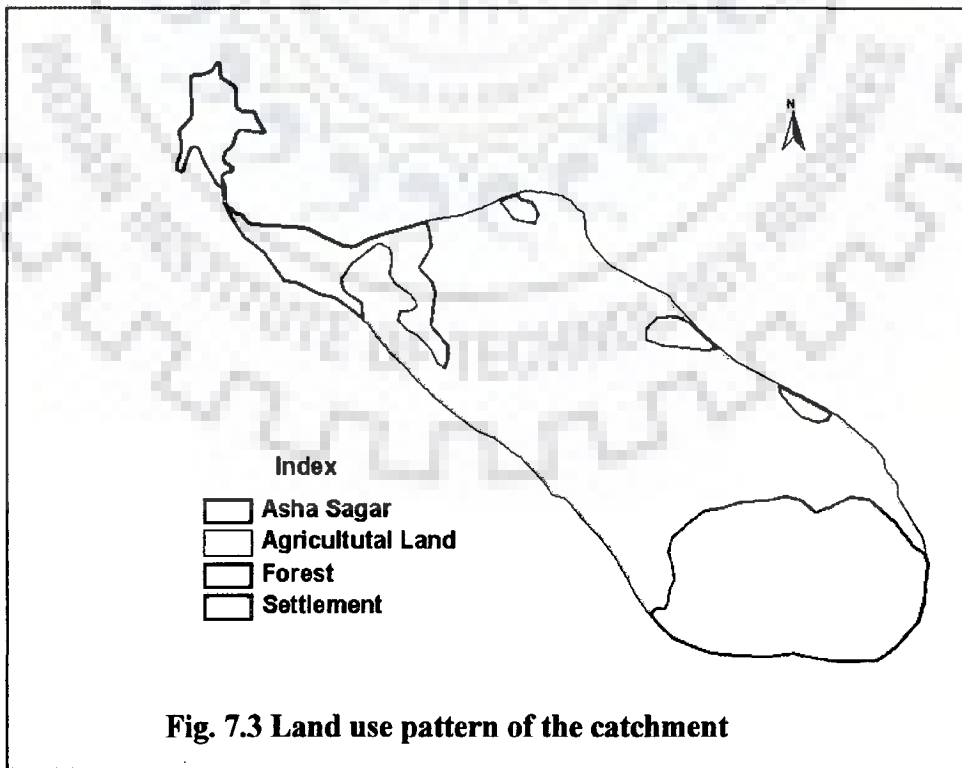 N
Index
Asha Sagar
Agricultutal Land
Forest
Settlement
Fig. 7.3 Land use pattern of the catchment